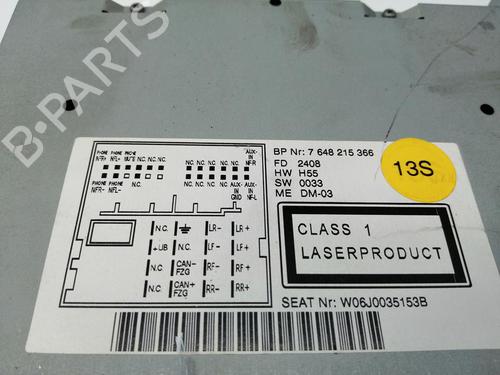 B-PARTS
BP Nr: 7 648 215 366
FD 2408
HW H55
SW 0033
ME DM-03
13S
PHONE PHONE PHONE
NFR+ NFL+ MUTE N.C. N.C. N.C.
N.C. N.C. N.C. N.C. N.C. AUX-IN NF-R
PHONE PHONE
NFR- NFL- N.C.
N.C. N.C. N.C. N.C. AUX-IN GND AUX-IN NF-L
N.C. LR- LR+
+UB N.C. LF- LF+
N.C. CAN-FZG RF- RF+
N.C. CAN+FZG RR- RR+
CLASS 1
LASERPRODUCT
SEAT Nr: W06J0035153B